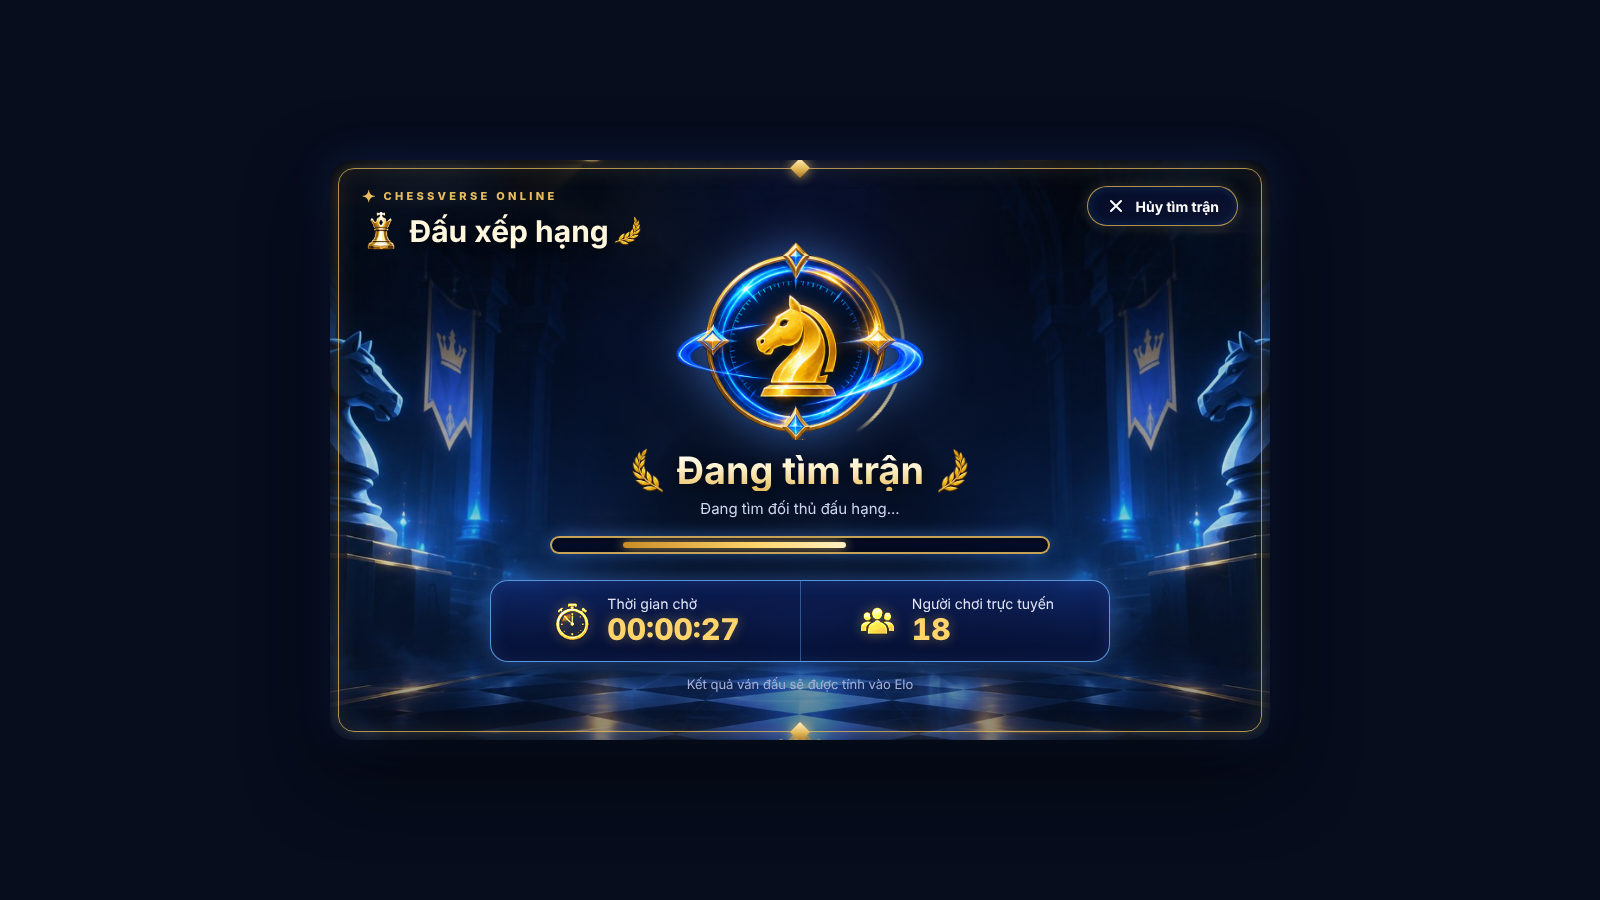 CHESSVERSE ONLINE
Đấu xếp hạng
Hủy tìm trận
Đang tìm trận
Đang tìm đối thủ đấu hạng...
Thời gian chờ
00:00:27
Người chơi trực tuyến
18
Kết quả ván đấu sẽ được tính vào Elo